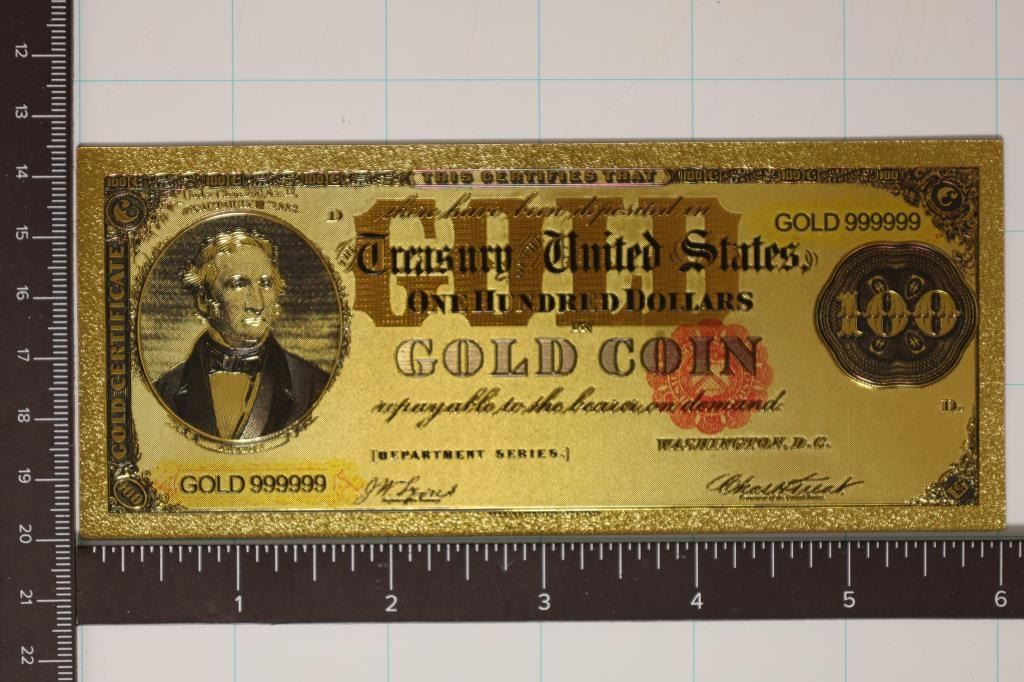 THIS CERTIFIES THAT
D
there have been deposited in
GOLD 999999
GOLD
Treasury OF THE United States,
ONE HUNDRED DOLLARS
IN
100
GOLD COIN
repayable to the bearer on demand.
D.
WASHINGTON, D.C.
[DEPARTMENT SERIES.]
GOLD 999999
GOLD CERTIFICATE
12
13
14
15
16
17
18
19
20
21
22
1 2 3 4 5 6